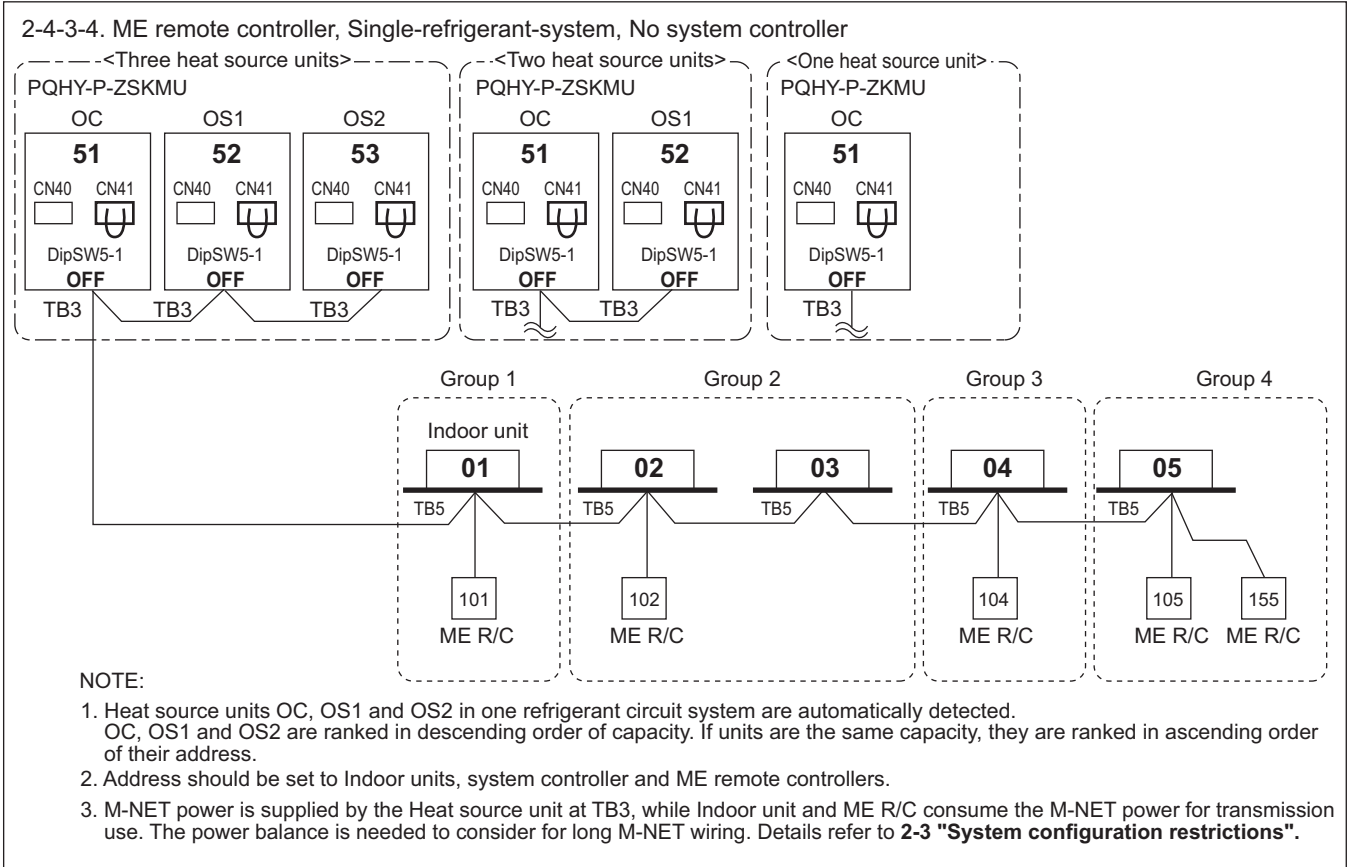 2-4-3-4. ME remote controller, Single-refrigerant-system, No system controller
<Three heat source units>
PQHY-P-ZSKMU
OC OS1 OS2
51 52 53
CN40 CN41 CN40 CN41 CN40 CN41
DipSW5-1 DipSW5-1 DipSW5-1
OFF OFF OFF
TB3 TB3 TB3
<Two heat source units>
PQHY-P-ZSKMU
OC OS1
51 52
CN40 CN41 CN40 CN41
DipSW5-1 DipSW5-1
OFF OFF
TB3 TB3
<One heat source unit>
PQHY-P-ZKMU
OC
51
CN40 CN41
DipSW5-1
OFF
TB3
Group 1 Group 2 Group 3 Group 4
Indoor unit
01 02 03 04 05
TB5 TB5 TB5 TB5 TB5
101 102 104 105 155
ME R/C ME R/C ME R/C ME R/C ME R/C
NOTE:
1. Heat source units OC, OS1 and OS2 in one refrigerant circuit system are automatically detected.
OC, OS1 and OS2 are ranked in descending order of capacity. If units are the same capacity, they are ranked in ascending order
of their address.
2. Address should be set to Indoor units, system controller and ME remote controllers.
3. M-NET power is supplied by the Heat source unit at TB3, while Indoor unit and ME R/C consume the M-NET power for transmission
use. The power balance is needed to consider for long M-NET wiring. Details refer to 2-3 "System configuration restrictions".